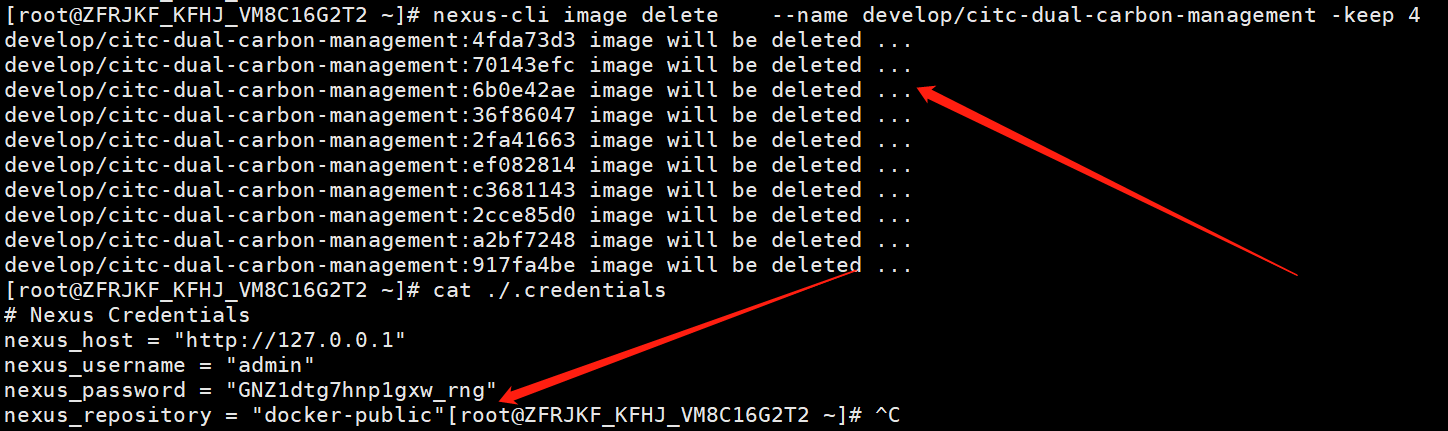 [root@ZFRJKF_KFHJ_VM8C16G2T2 ~]# nexus-cli image delete    --name develop/citc-dual-carbon-management -keep 4
develop/citc-dual-carbon-management:4fda73d3 image will be deleted ...
develop/citc-dual-carbon-management:70143efc image will be deleted ...
develop/citc-dual-carbon-management:6b0e42ae image will be deleted ...
develop/citc-dual-carbon-management:36f86047 image will be deleted ...
develop/citc-dual-carbon-management:2fa41663 image will be deleted ...
develop/citc-dual-carbon-management:ef082814 image will be deleted ...
develop/citc-dual-carbon-management:c3681143 image will be deleted ...
develop/citc-dual-carbon-management:2cce85d0 image will be deleted ...
develop/citc-dual-carbon-management:a2bf7248 image will be deleted ...
develop/citc-dual-carbon-management:917fa4be image will be deleted ...
[root@ZFRJKF_KFHJ_VM8C16G2T2 ~]# cat ./.credentials
# Nexus Credentials
nexus_host = "http://127.0.0.1"
nexus_username = "admin"
nexus_password = "GNZ1dtg7hnp1gxw_rng"
nexus_repository = "docker-public"[root@ZFRJKF_KFHJ_VM8C16G2T2 ~]# ^C